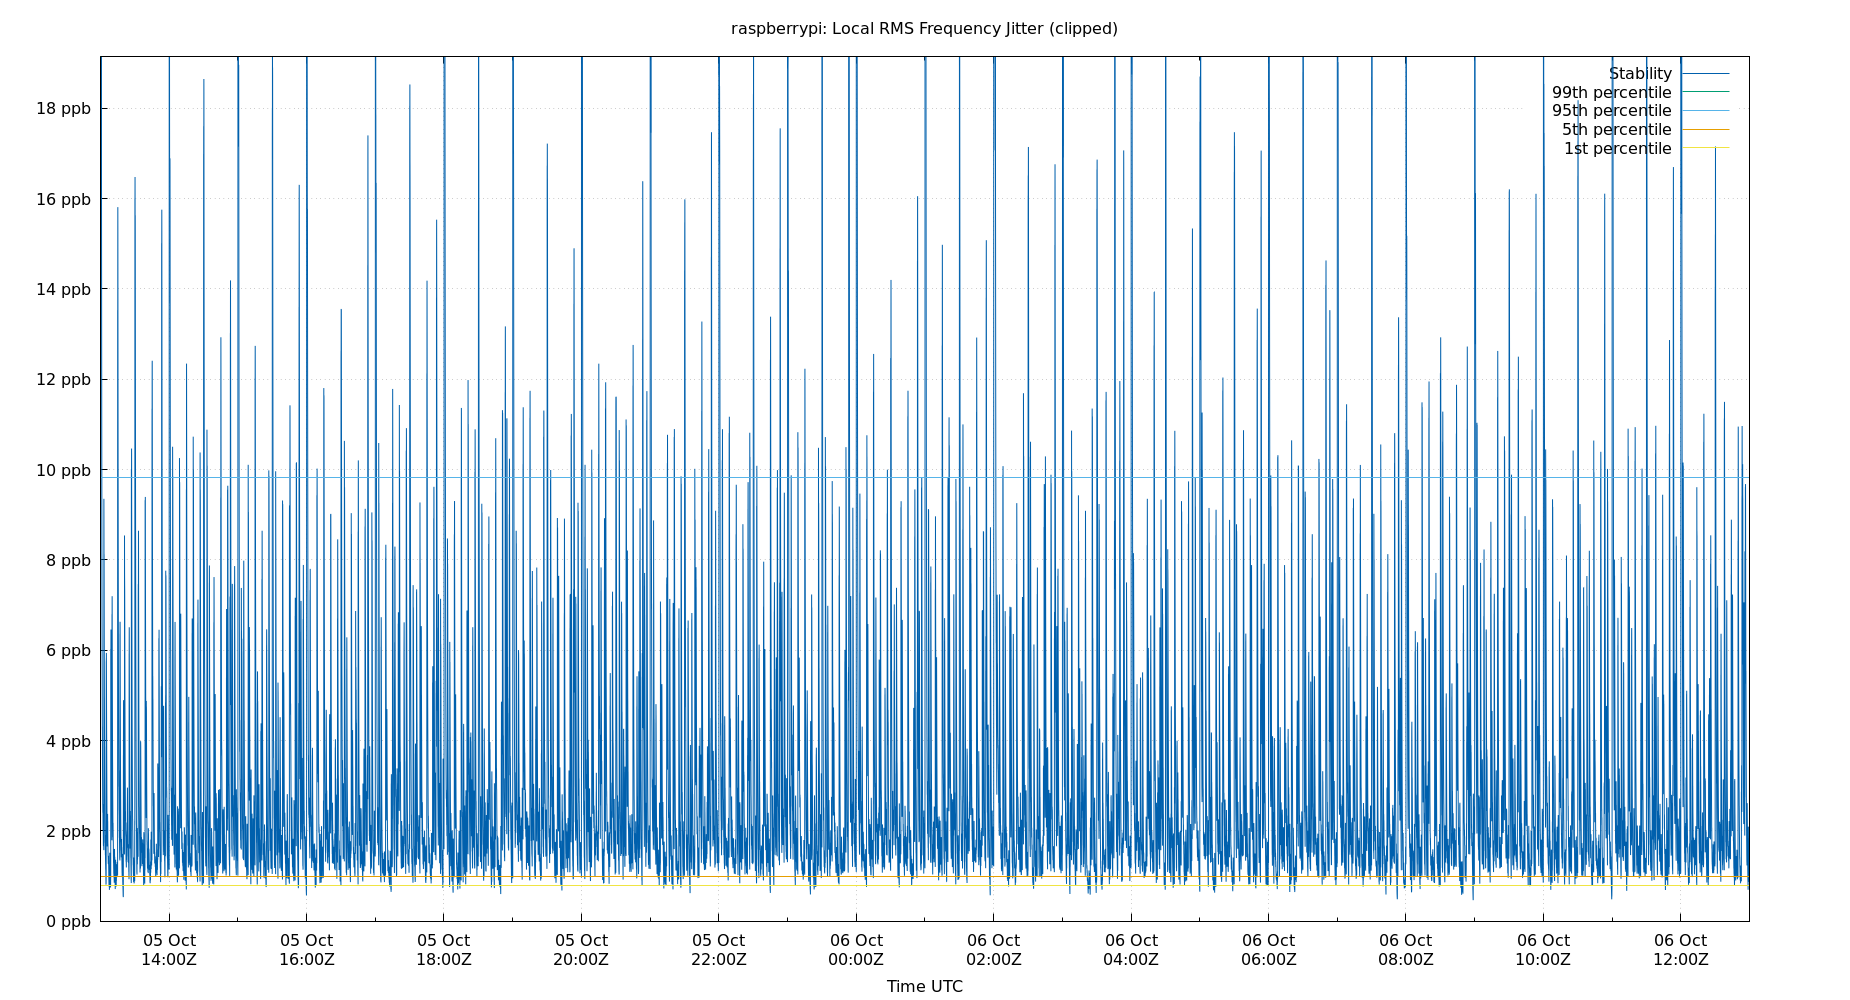 raspberrypi: Local RMS Frequency Jitter (clipped)
Stability
99th percentile
95th percentile
5th percentile
1st percentile
18 ppb
16 ppb
14 ppb
12 ppb
10 ppb
8 ppb
6 ppb
4 ppb
2 ppb
0 ppb
05 Oct 05 Oct 05 Oct 05 Oct 05 Oct 06 Oct 06 Oct 06 Oct 06 Oct 06 Oct 06 Oct 06 Oct
14:00Z 16:00Z 18:00Z 20:00Z 22:00Z 00:00Z 02:00Z 04:00Z 06:00Z 08:00Z 10:00Z 12:00Z
Time UTC